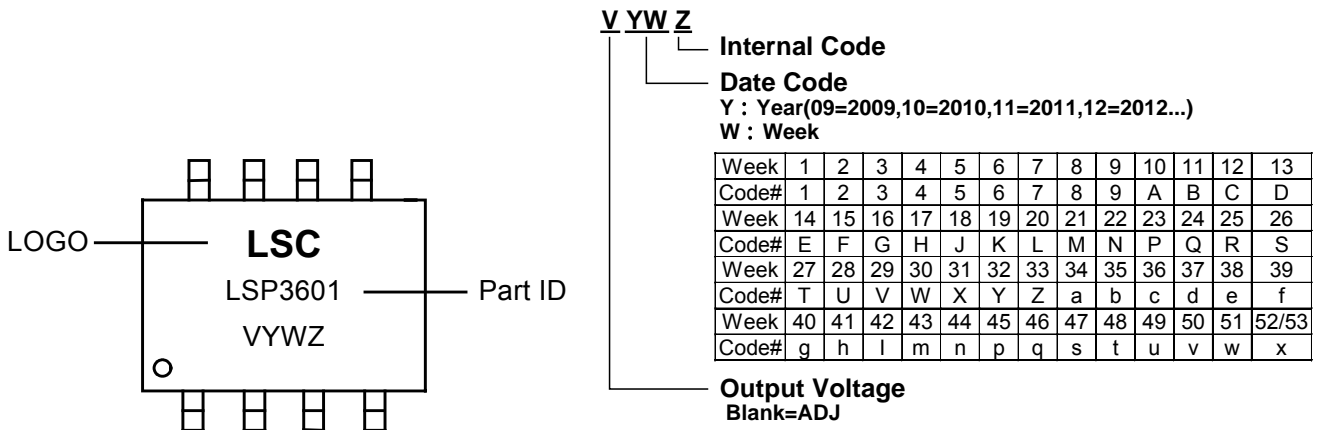 LOGO
LSC
LSP3601
Part ID
VYWZ
V YW Z
Internal Code
Date Code
Y：Year(09=2009,10=2010,11=2011,12=2012...)
W：Week
Week 1 2 3 4 5 6 7 8 9 10 11 12 13
Code# 1 2 3 4 5 6 7 8 9 A B C D
Week 14 15 16 17 18 19 20 21 22 23 24 25 26
Code# E F G H J K L M N P Q R S
Week 27 28 29 30 31 32 33 34 35 36 37 38 39
Code# T U V W X Y Z a b c d e f
Week 40 41 42 43 44 45 46 47 48 49 50 51 52/53
Code# g h l m n p q s t u v w x
Output Voltage
Blank=ADJ